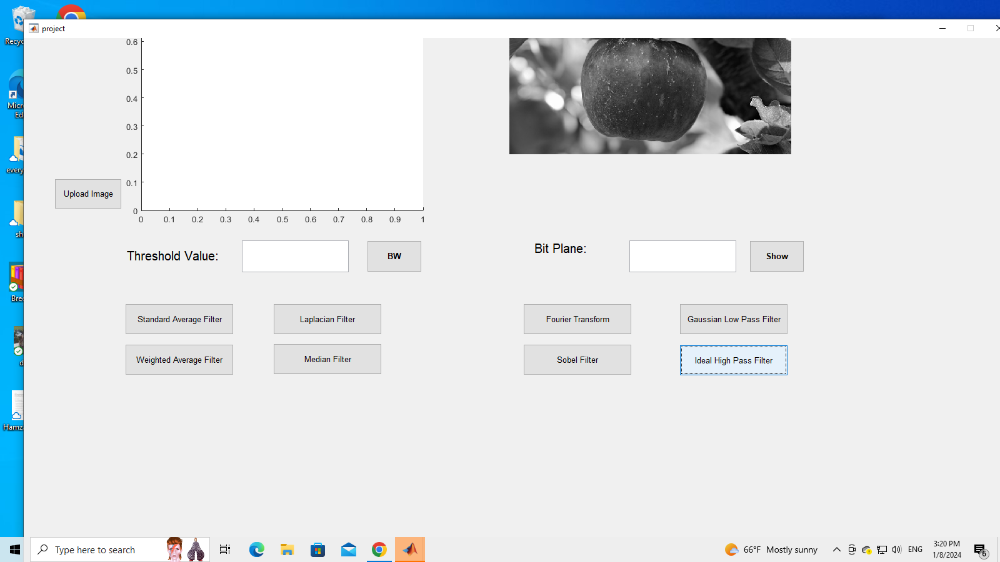 Recyc
project
0.6
0.5
0.4
0.3
0.2
0.1
0
0 0.1 0.2 0.3 0.4 0.5 0.6 0.7 0.8 0.9 1
Micr
Ed
every
sh
Bree
d
Hamz
Upload Image
Threshold Value:
BW
Bit Plane:
Show
Standard Average Filter
Laplacian Filter
Fourier Transform
Gaussian Low Pass Filter
Weighted Average Filter
Median Filter
Sobel Filter
Ideal High Pass Filter
Type here to search
66°F Mostly sunny
ENG
3:20 PM
1/8/2024
6